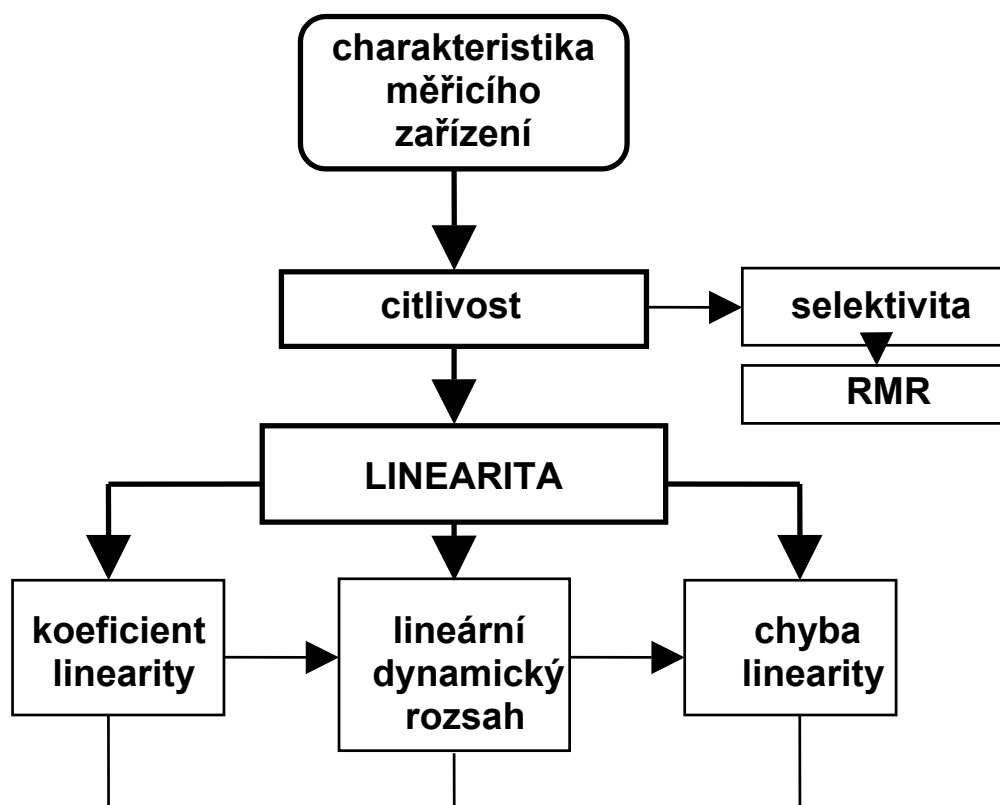 charakteristika
měřicího
zařízení
citlivost
selektivita
RMR
LINEARITA
koeficient
linearity
lineární
dynamický
rozsah
chyba
linearity